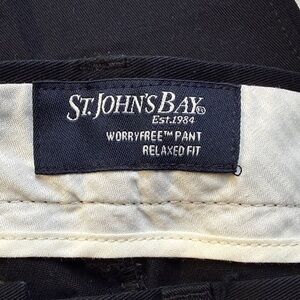 ST. JOHN'S BAY®
Est.1984
WORRYFREE™ PANT
RELAXED FIT